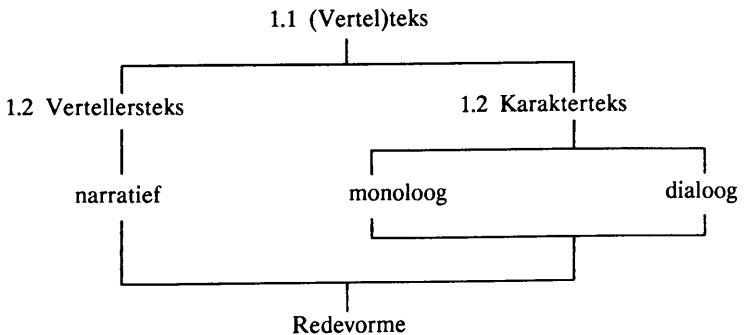 1.1 (Vertel)teks
1.2 Vertellersteks 1.2 Karakterteks
narratief monoloog dialoog
Redevorme